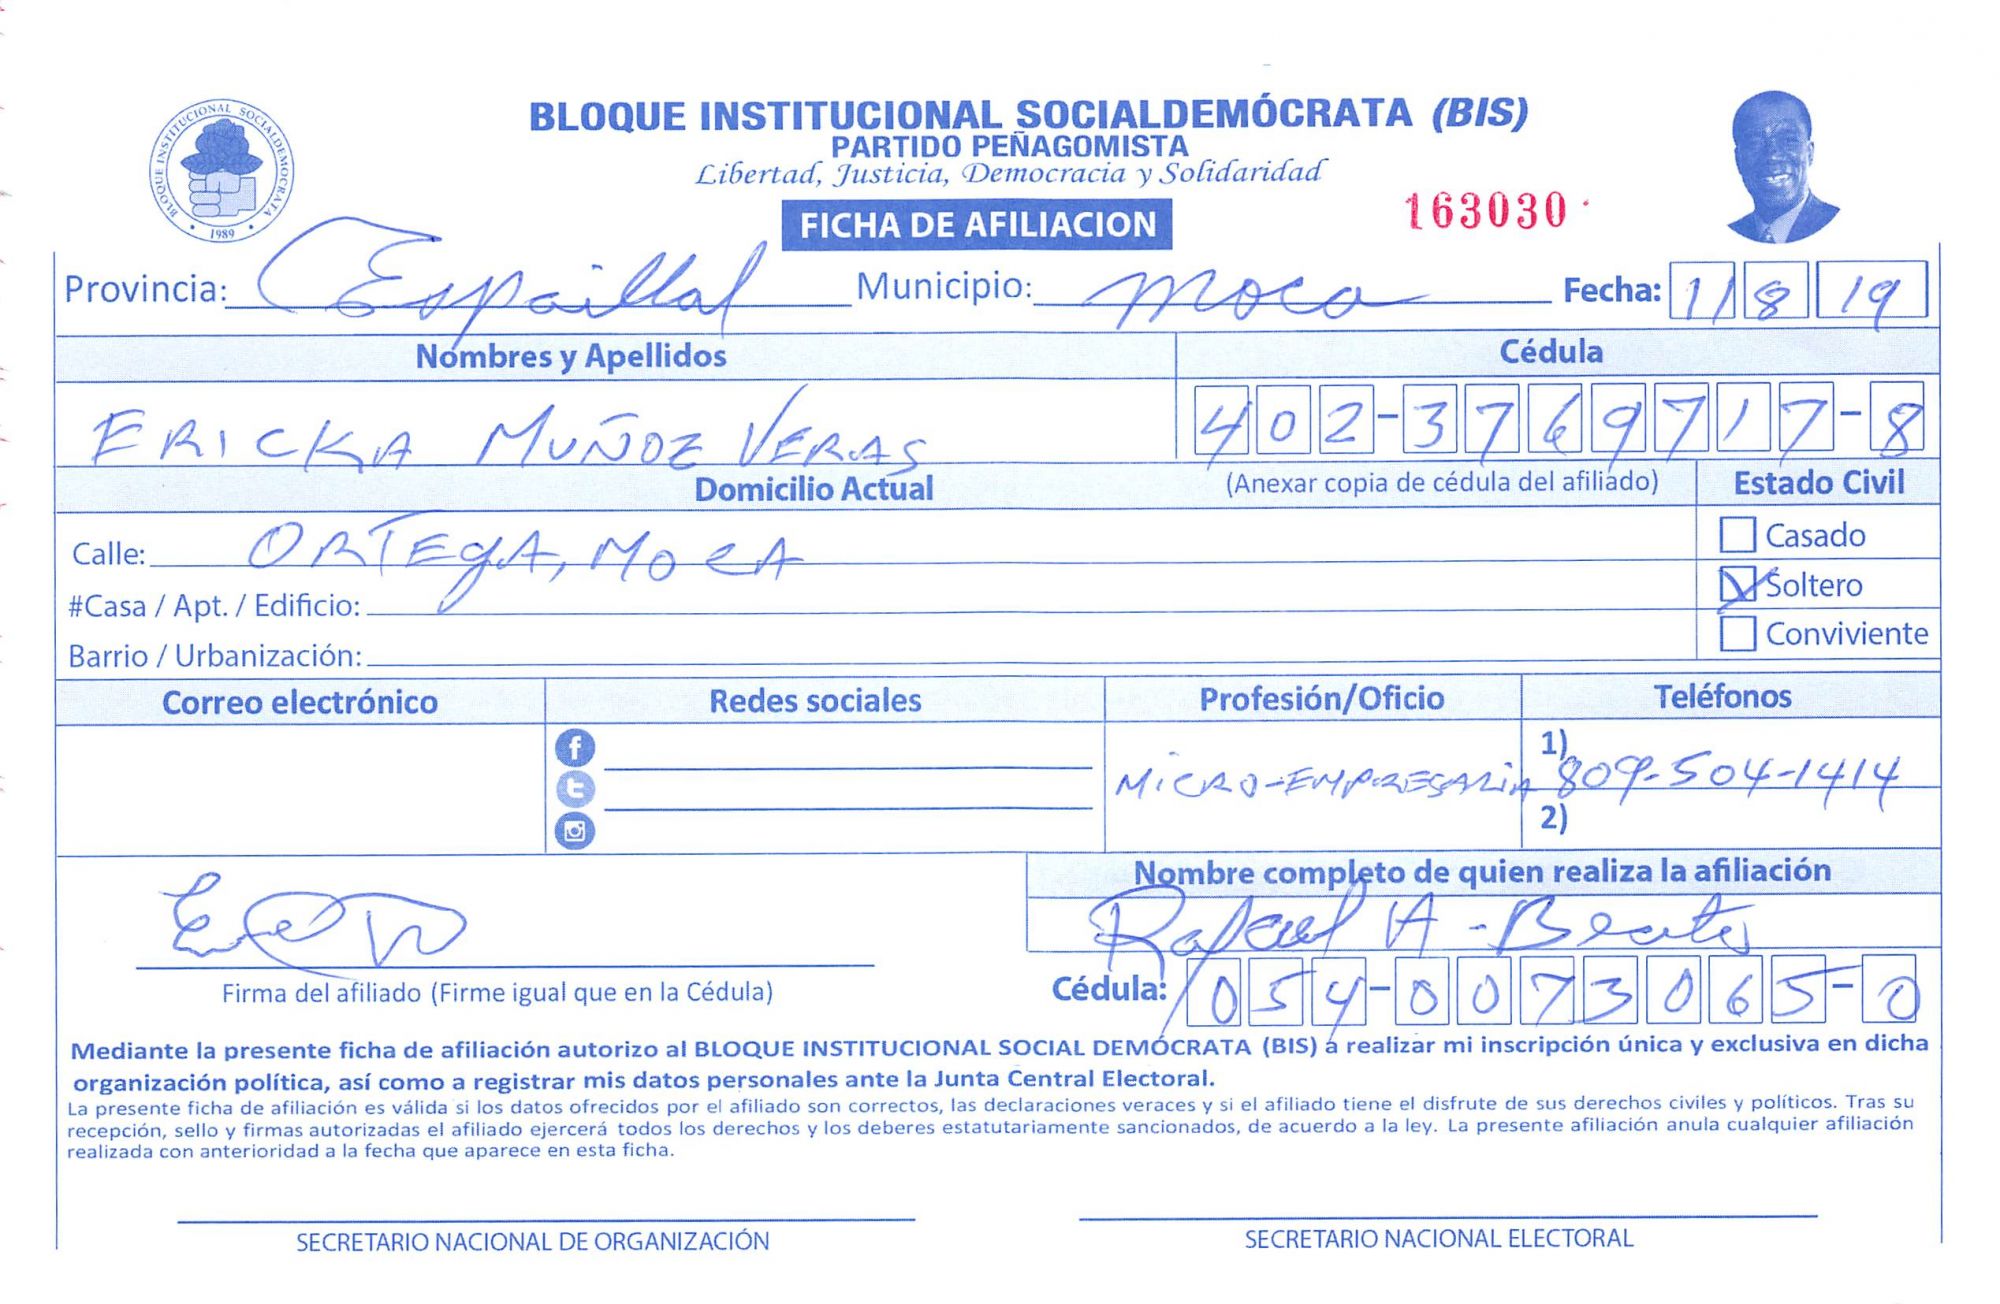 BLOQUE INSTITUCIONAL SOCIALDEMOCRATA
1989
BLOQUE INSTITUCIONAL SOCIALDEMÓCRATA (BIS)
PARTIDO PEÑAGOMISTA
Libertad, Justicia, Democracia y Solidaridad
FICHA DE AFILIACION
163030
Provincia: Espaillat Municipio: Moca Fecha: 1/8/19
Nombres y Apellidos Cédula
ERICKA MUÑOZ VERAS 402-3769717-8
Domicilio Actual (Anexar copia de cédula del afiliado) Estado Civil
Calle: ORTEGA, MOCA Casado
#Casa / Apt. / Edificio: Soltero
Barrio / Urbanización: Conviviente
Correo electrónico Redes sociales Profesión/Oficio Teléfonos
MICRO-EMPRESARIA 1) 809-504-1414
2)
Nombre completo de quien realiza la afiliación
Rafael A - Beato
Firma del afiliado (Firme igual que en la Cédula) Cédula: 054-0073065-0
Mediante la presente ficha de afiliación autorizo al BLOQUE INSTITUCIONAL SOCIAL DEMÓCRATA (BIS) a realizar mi inscripción única y exclusiva en dicha
organización política, así como a registrar mis datos personales ante la Junta Central Electoral.
La presente ficha de afiliación es válida si los datos ofrecidos por el afiliado son correctos, las declaraciones veraces y si el afiliado tiene el disfrute de sus derechos civiles y políticos. Tras su
recepción, sello y firmas autorizadas el afiliado ejercerá todos los derechos y los deberes estatutariamente sancionados, de acuerdo a la ley. La presente afiliación anula cualquier afiliación
realizada con anterioridad a la fecha que aparece en esta ficha.
SECRETARIO NACIONAL DE ORGANIZACIÓN SECRETARIO NACIONAL ELECTORAL